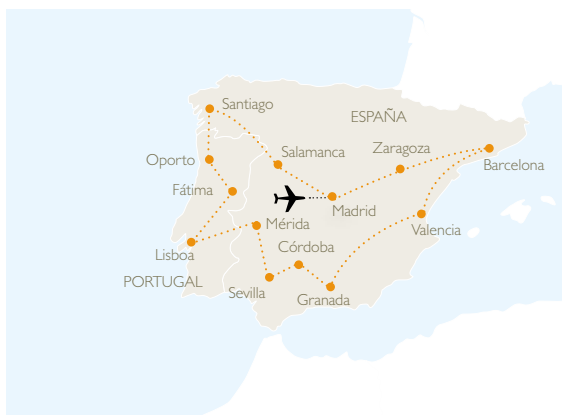 Santiago
ESPAÑA
Oporto
Salamanca
Zaragoza
Barcelona
Fátima
Madrid
Mérida
Valencia
Lisboa
Córdoba
PORTUGAL
Sevilla
Granada